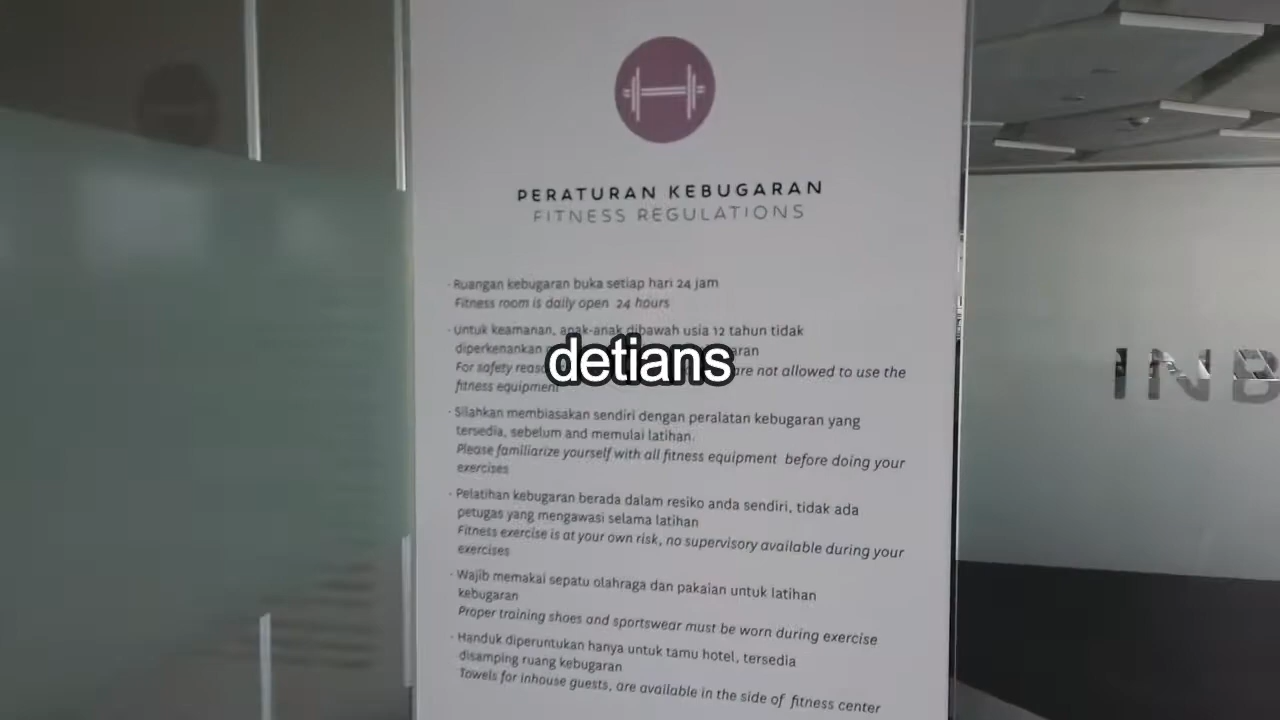 PERATURAN KEBUGARAN
FITNESS REGULATIONS
· Ruangan kebugaran buka setiap hari 24 jam
Fitness room is daily open 24 hours
· Untuk keamanan, anak-anak dibawah usia 12 tahun tidak
diperkenankan
detians
For safety are not allowed to use the
fitness equipment
· Silahkan membiasakan sendiri dengan peralatan kebugaran yang
tersedia, sebelum and memulai latihan.
Please familiarize yourself with all fitness equipment before doing your
exercises
· Pelatihan kebugaran berada dalam resiko anda sendiri, tidak ada
petugas yang mengawasi selama latihan
Fitness exercise is at your own risk, no supervisory available during your
exercises
· Wajib memakai sepatu olahraga dan pakaian untuk latihan
kebugaran
Proper training shoes and sportswear must be worn during exercise
· Handuk diperuntukan hanya untuk tamu hotel, tersedia
disamping ruang kebugaran
Towels for inhouse guests, are available in the side of fitness center
INB